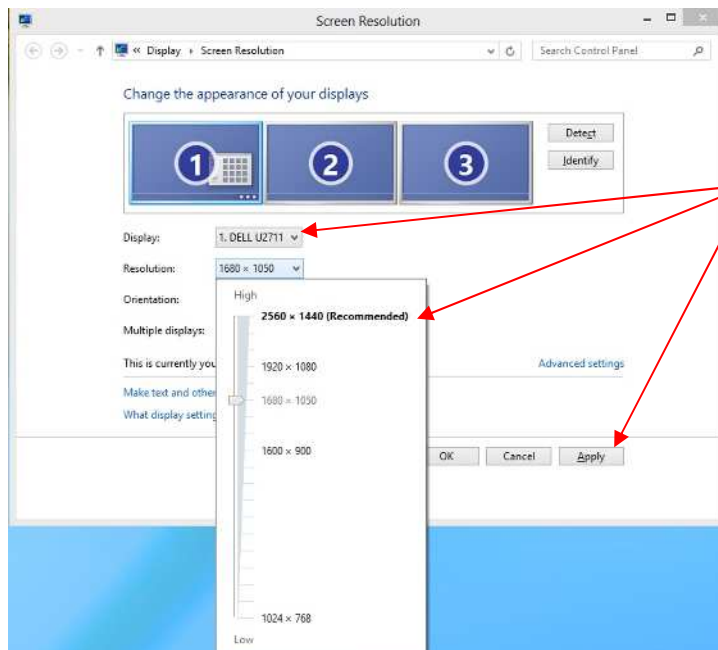 Screen Resolution
« Display Screen Resolution
Search Control Panel
Change the appearance of your displays
1 2 3
Detect
Identify
Display: 1. DELL U2711
Resolution: 1680 × 1050
Orientation:
High
2560 × 1440 (Recommended)
Multiple displays:
This is currently you
1920 × 1080
Advanced settings
Make text and other
1680 × 1050
What display setting
1600 × 900
OK Cancel Apply
1024 × 768
Low